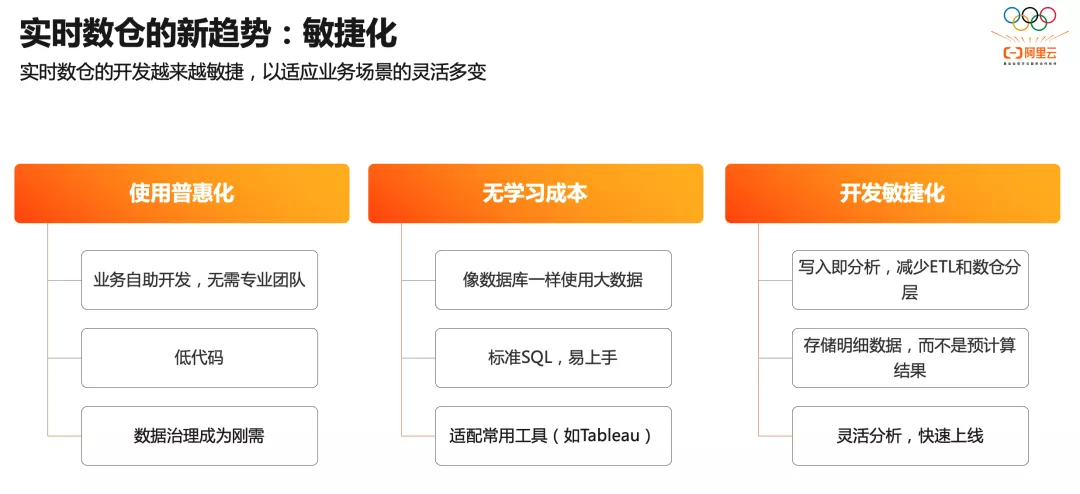 实时数仓的新趋势：敏捷化
实时数仓的开发越来越敏捷，以适应业务场景的灵活多变
阿里云
使用普惠化
业务自助开发，无需专业团队
低代码
数据治理成为刚需
无学习成本
像数据库一样使用大数据
标准SQL，易上手
适配常用工具（如Tableau）
开发敏捷化
写入即分析，减少ETL和数仓分
层
存储明细数据，而不是预计算
结果
灵活分析，快速上线